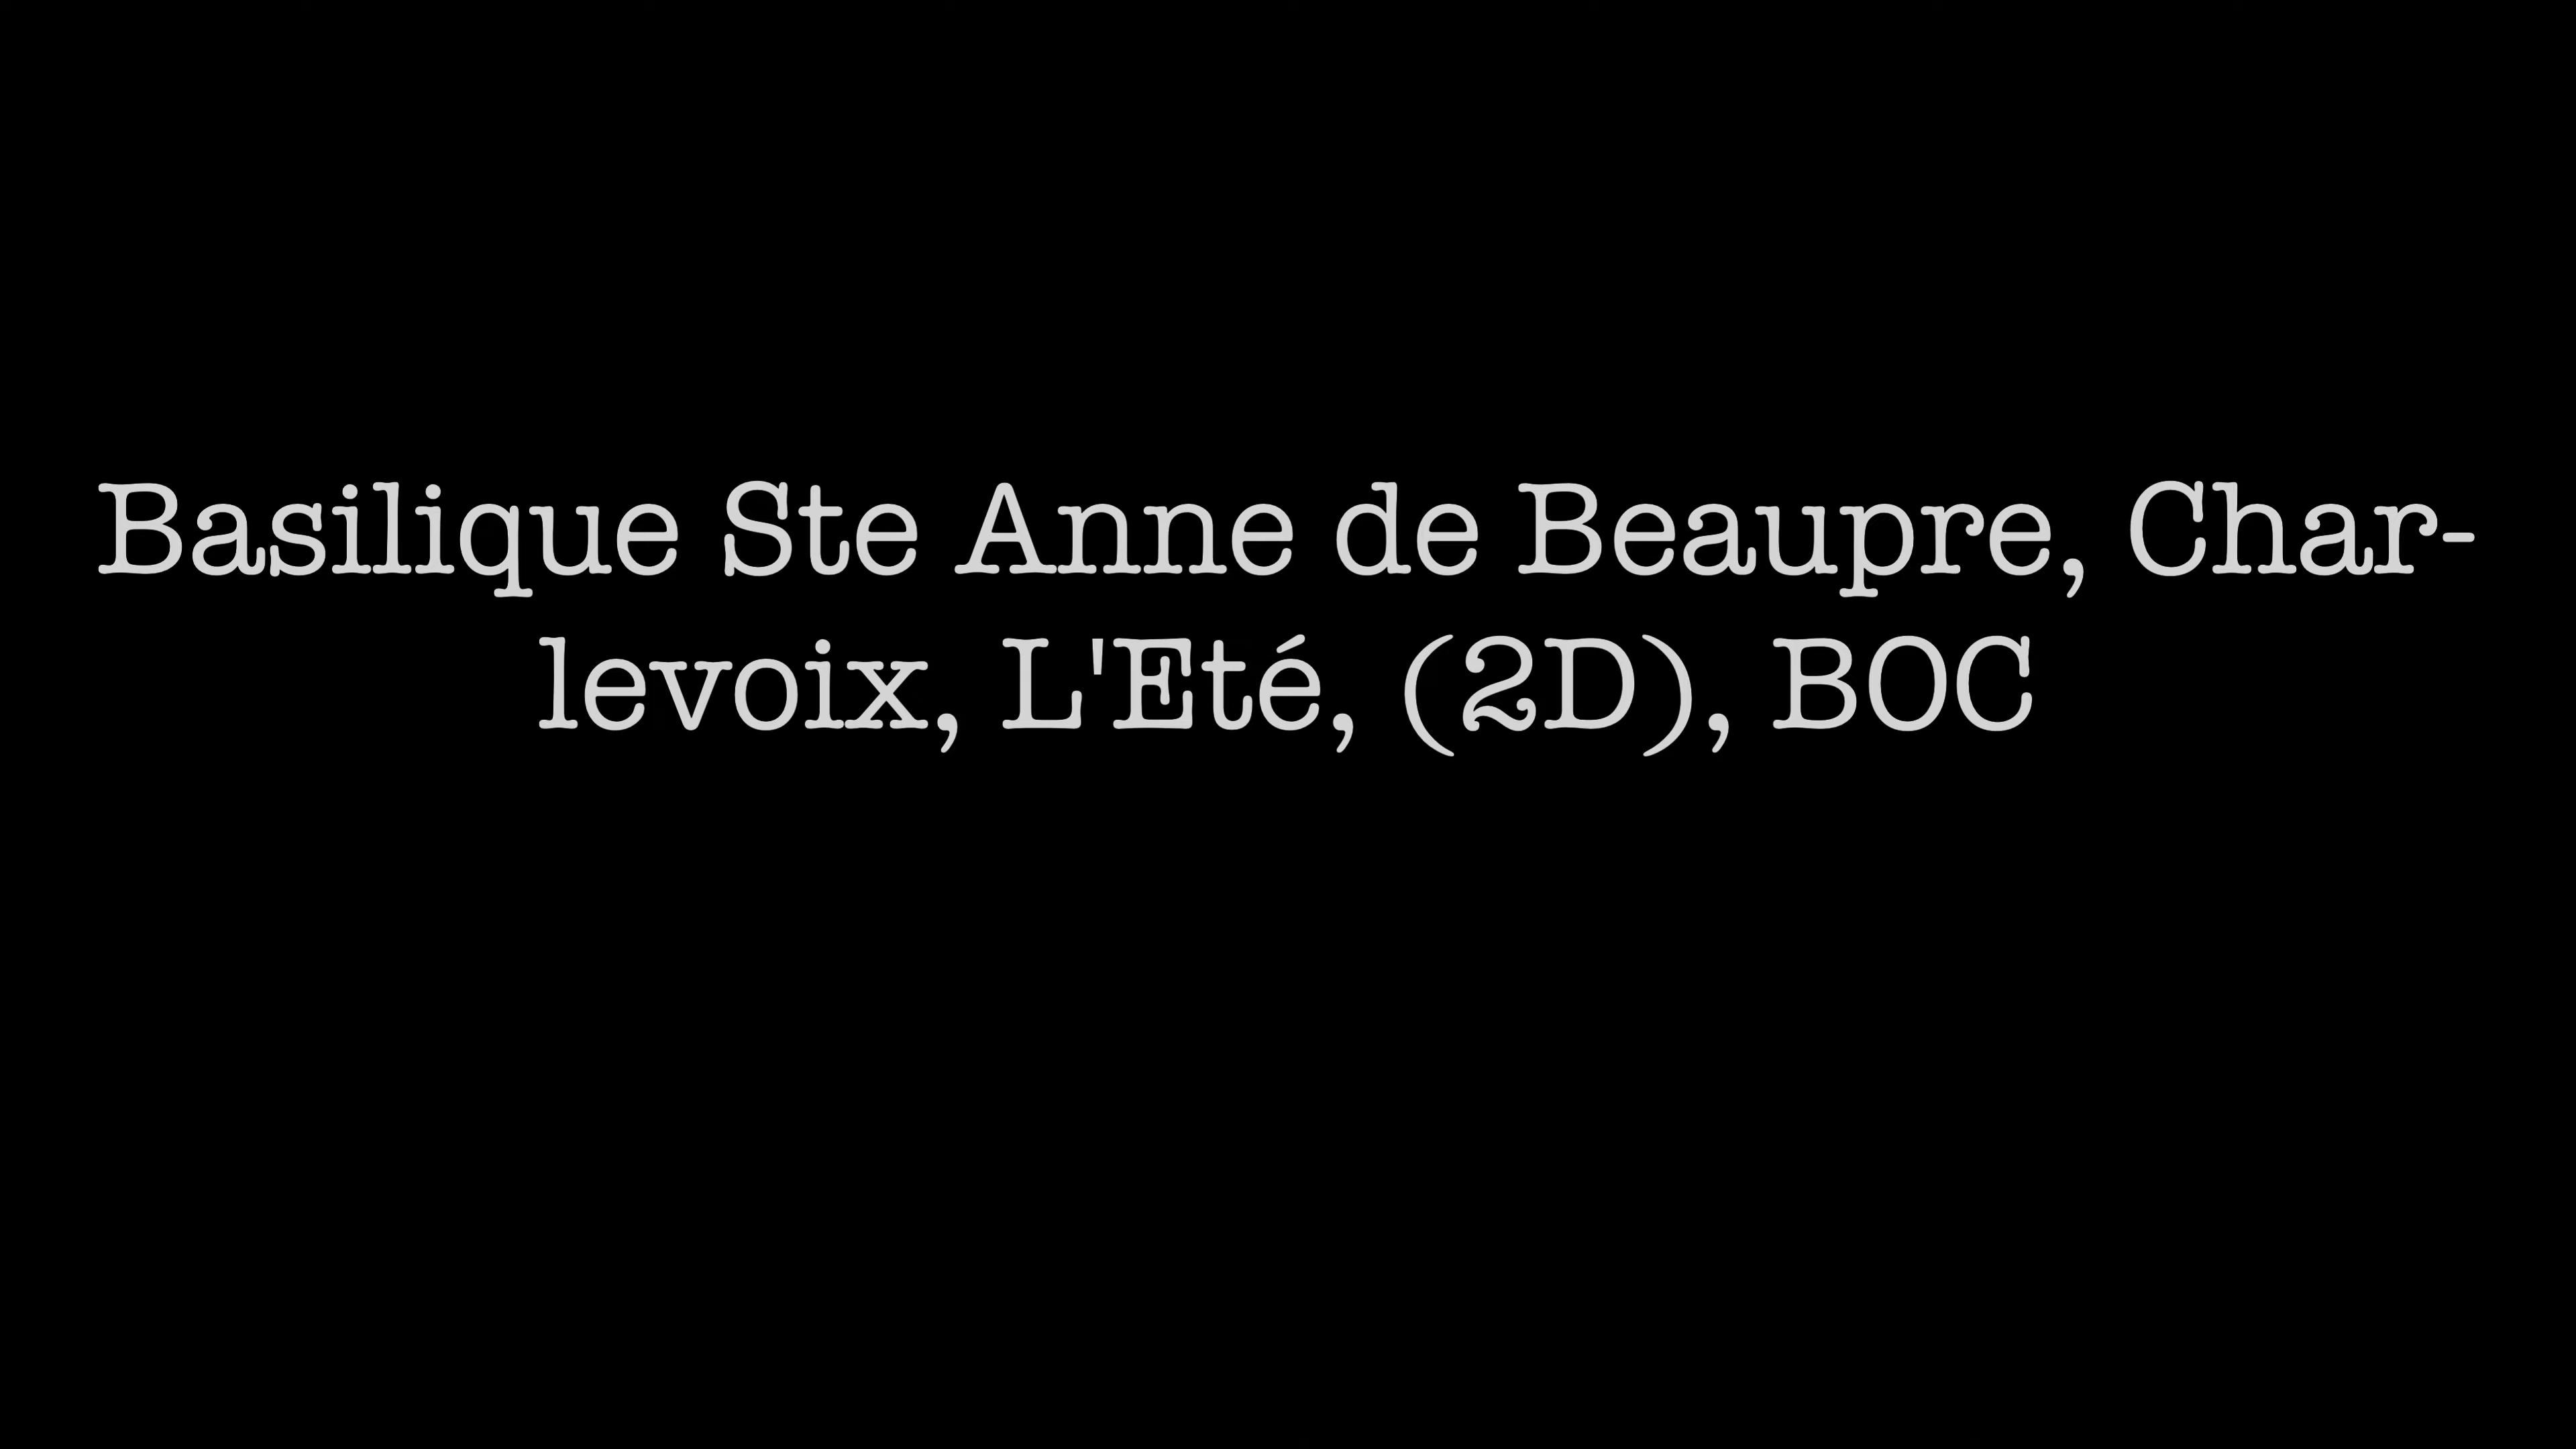 Basilique Ste Anne de Beaupre, Char-
levoix, L'Eté, (2D), BOC